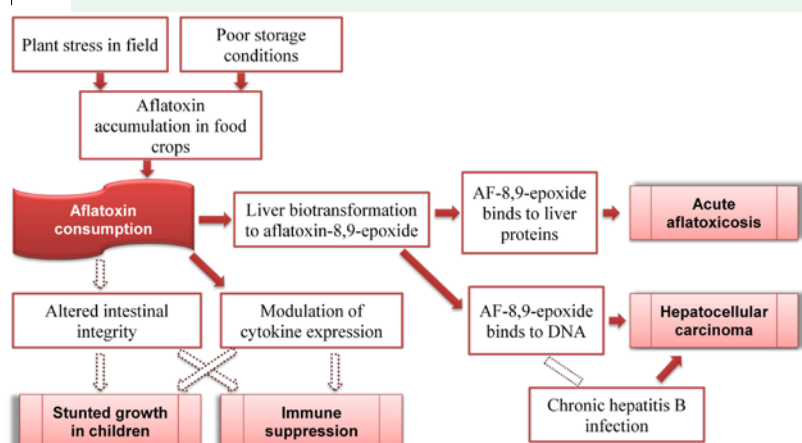 Plant stress in field
Poor storage
conditions
Aflatoxin
accumulation in food
crops
Aflatoxin
consumption
Liver biotransformation
to aflatoxin-8,9-epoxide
AF-8,9-epoxide
binds to liver
proteins
Acute
aflatoxicosis
Altered intestinal
integrity
Modulation of
cytokine expression
AF-8,9-epoxide
binds to DNA
Hepatocellular
carcinoma
Stunted growth
in children
Immune
suppression
Chronic hepatitis B
infection